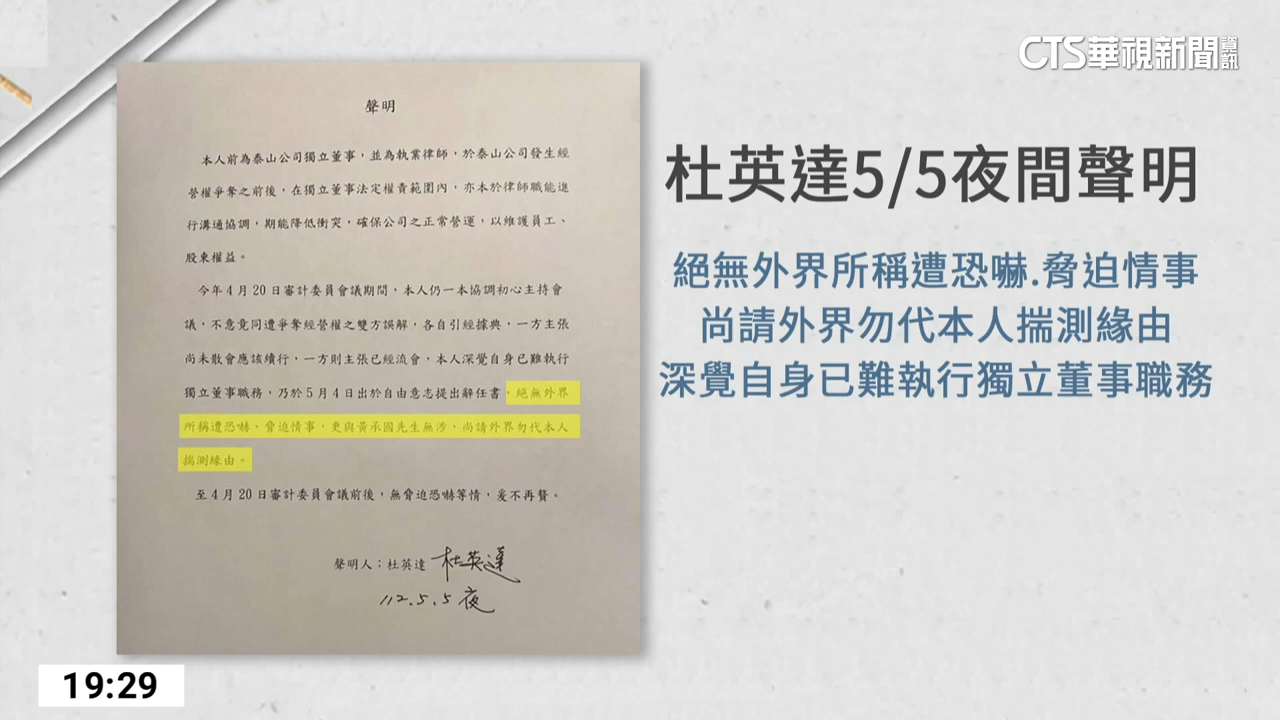 CTS華視新聞資訊
聲明
本人前為泰山公司獨立董事，並為執業律師，於泰山公司發生經
營權爭奪之前後，在獨立董事法定權責範圍內，亦本於律師職能進
行溝通協調，期能降低衝突，確保公司之正常營運，以維護員工、
股東權益。
今年4月20日審計委員會議期間，本人仍一本協調初心主持會
議，不意竟同遭爭奪經營權之雙方誤解，各自引經據典，一方主張
尚未散會應該續行，一方則主張已經流會，本人深覺自身已難執行
獨立董事職務，乃於5月4日出於自由意志提出辭任書，絕無外界
所稱遭恐嚇、脅迫情事，更與黃承國先生無涉，尚請外界勿代本人
揣測緣由。
至4月20日審計委員會議前後，無脅迫恐嚇等情，爰不再贅。
聲明人：杜英達 杜英達
112.5.5 夜
杜英達5/5夜間聲明
絕無外界所稱遭恐嚇.脅迫情事
尚請外界勿代本人揣測緣由
深覺自身已難執行獨立董事職務
19:29